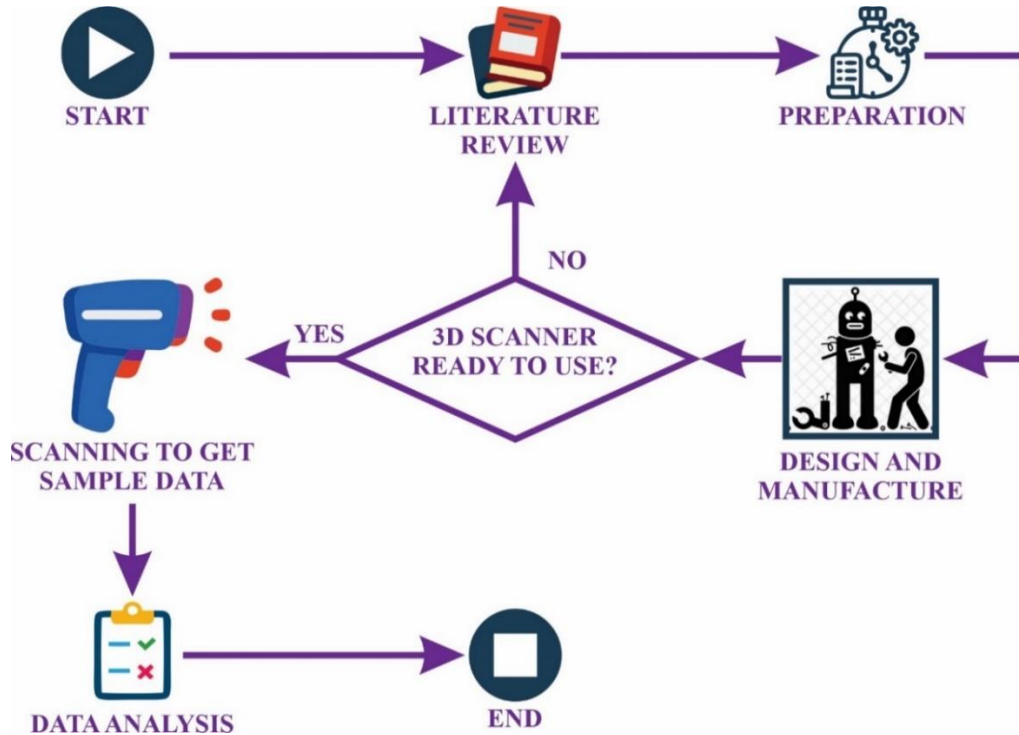 START
LITERATURE
REVIEW
PREPARATION
NO
YES
3D SCANNER
READY TO USE?
SCANNING TO GET
SAMPLE DATA
DESIGN AND
MANUFACTURE
DATA ANALYSIS
END